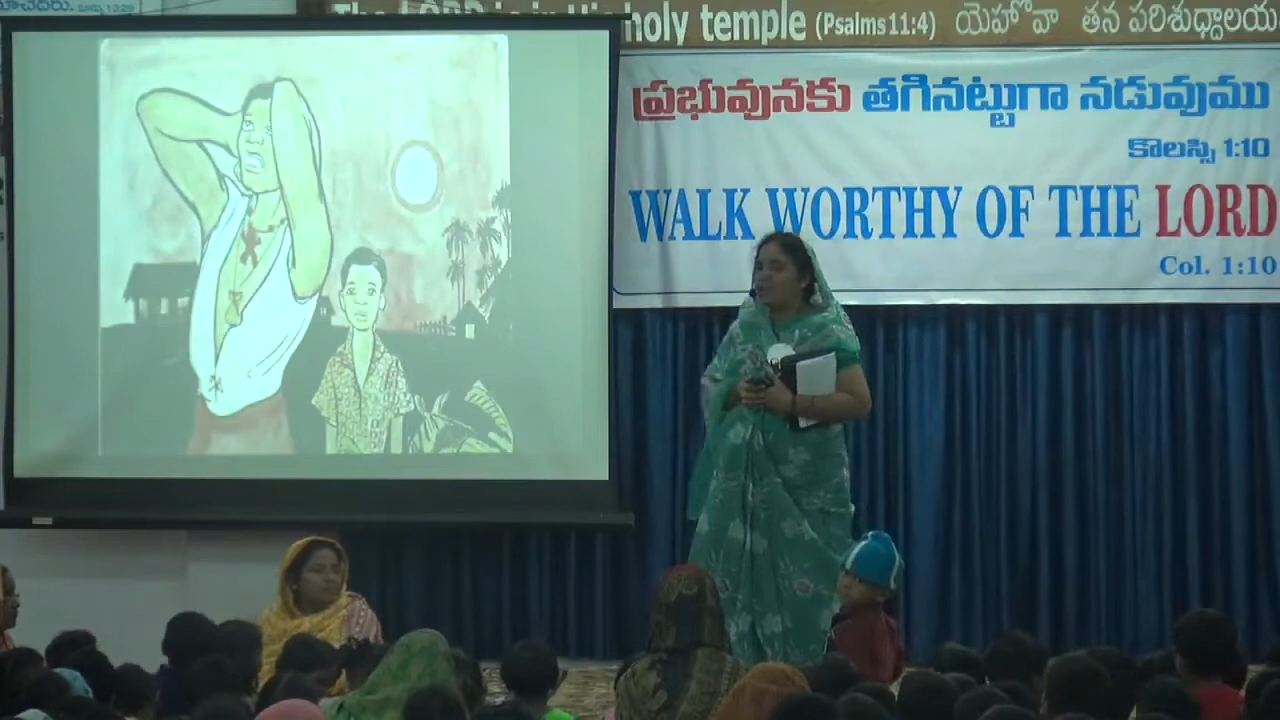 holy temple (Psalms 11:4) యెహోవా తన పరిశుద్ధాలయ
ప్రభువునకు తగినట్టుగా నడువుము
కొలస్సి 1:10
WALK WORTHY OF THE LORD
Col. 1:10